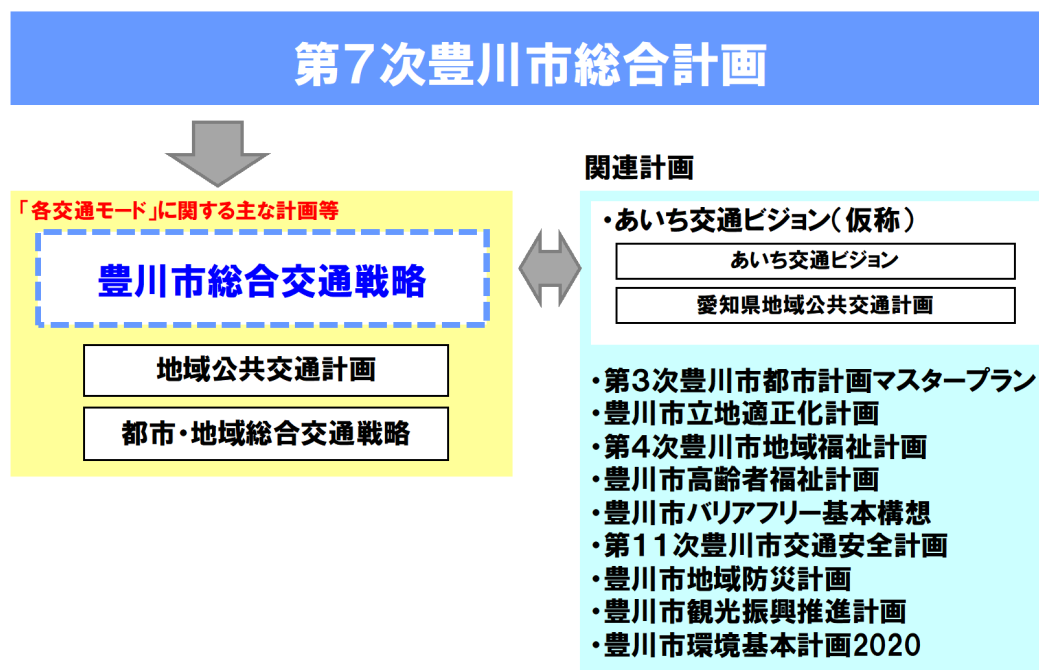 第7次豊川市総合計画
「各交通モード」に関する主な計画等
豊川市総合交通戦略
地域公共交通計画
都市・地域総合交通戦略
関連計画
・あいち交通ビジョン(仮称)
あいち交通ビジョン
愛知県地域公共交通計画
・第3次豊川市都市計画マスタープラン
・豊川市立地適正化計画
・第4次豊川市地域福祉計画
・豊川市高齢者福祉計画
・豊川市バリアフリー基本構想
・第11次豊川市交通安全計画
・豊川市地域防災計画
・豊川市観光振興推進計画
・豊川市環境基本計画2020